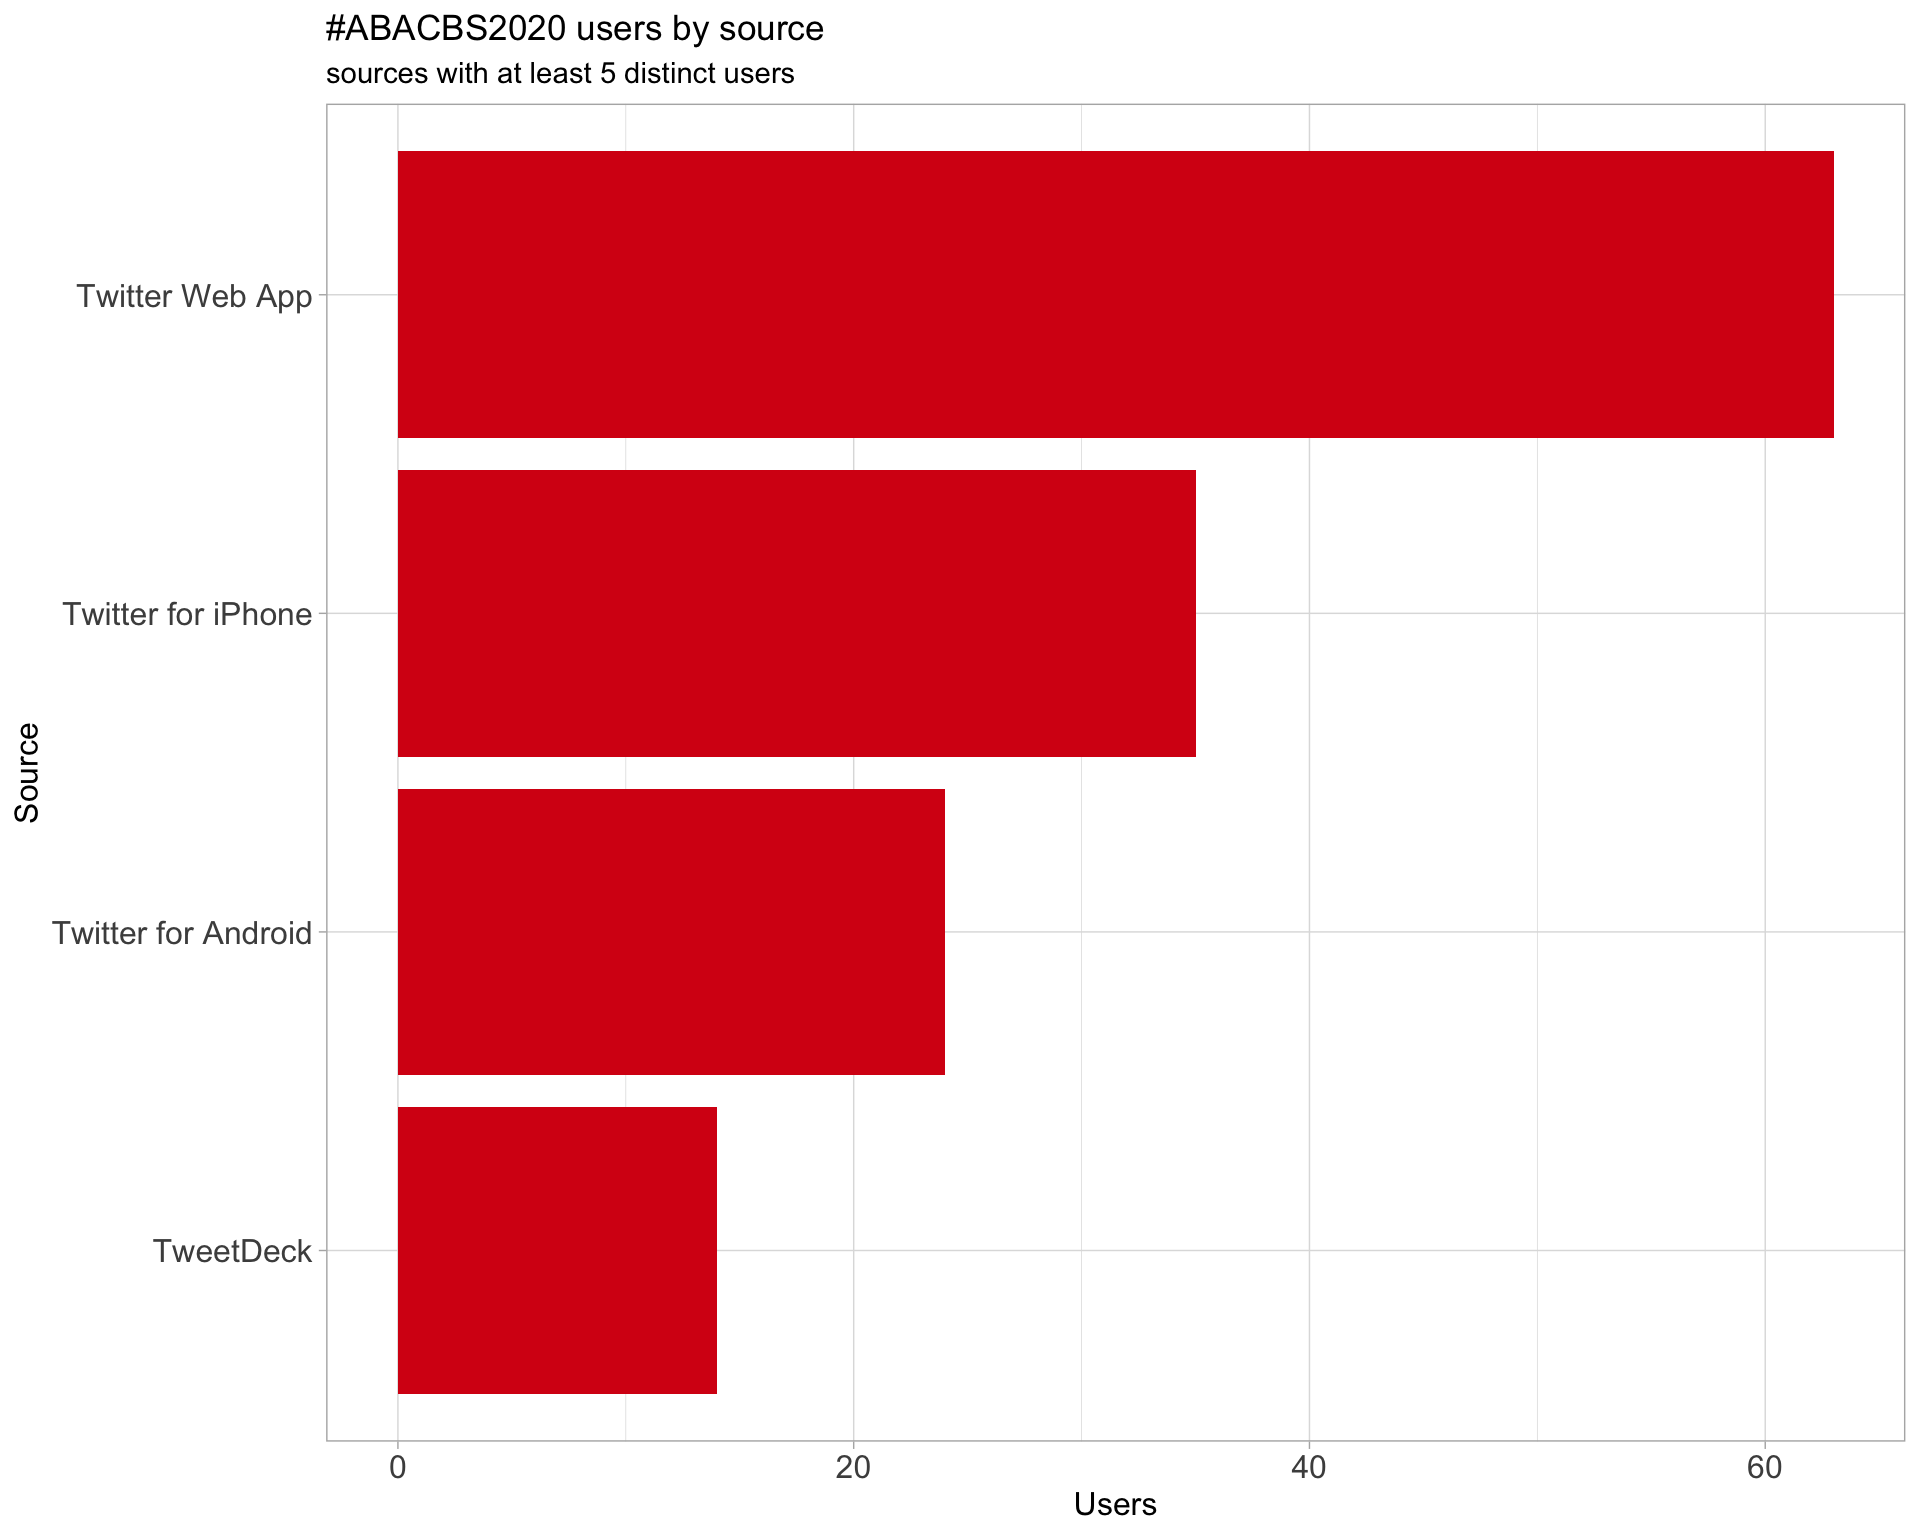 #ABACBS2020 users by source
sources with at least 5 distinct users
Source
Twitter Web App
Twitter for iPhone
Twitter for Android
TweetDeck
0 20 40 60
Users